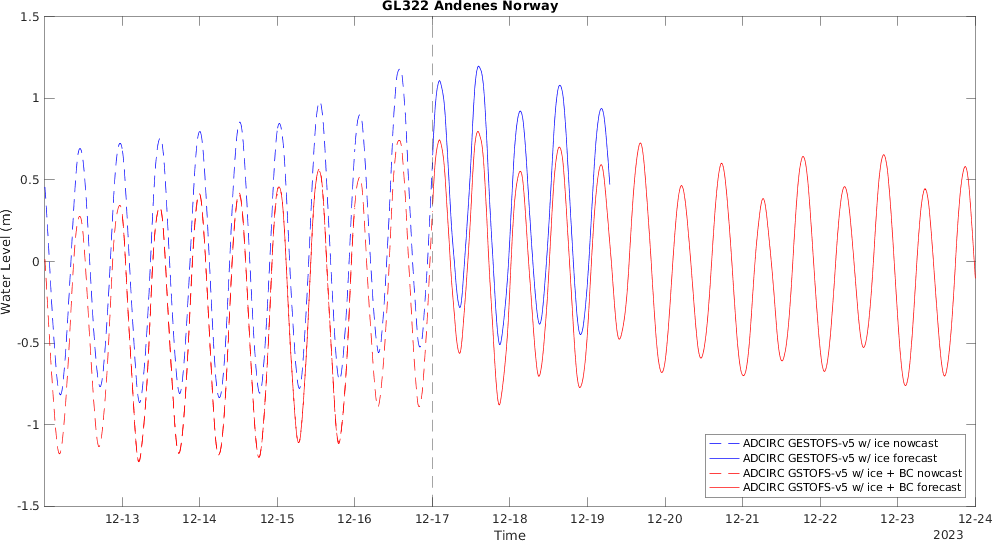 GL322 Andenes Norway
1.5
1
0.5
0
-0.5
-1
-1.5
Water Level (m)
ADCIRC GESTOFS-v5 w/ ice nowcast
ADCIRC GESTOFS-v5 w/ ice forecast
ADCIRC GSTOFS-v5 w/ ice + BC nowcast
ADCIRC GSTOFS-v5 w/ ice + BC forecast
12-13 12-14 12-15 12-16 12-17 12-18 12-19 12-20 12-21 12-22 12-23 12-24
Time
2023